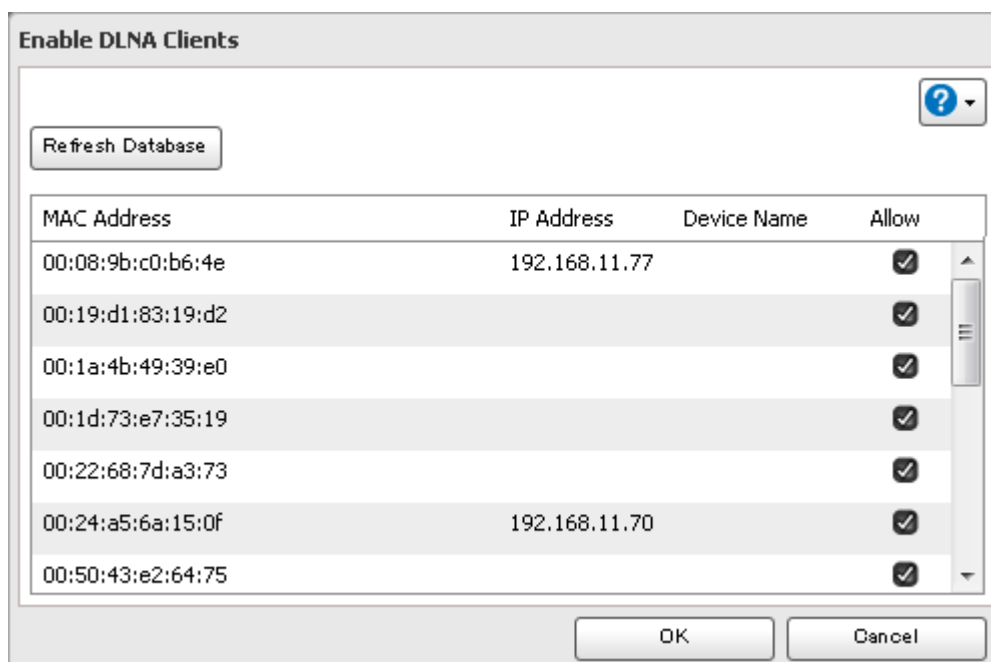 Enable DLNA Clients
?
Refresh Database
MAC Address IP Address Device Name Allow
00:08:9b:c0:b6:4e 192.168.11.77
00:19:d1:83:19:d2
00:1a:4b:49:39:e0
00:1d:73:e7:35:19
00:22:68:7d:a3:73
00:24:a5:6a:15:0f 192.168.11.70
00:50:43:e2:64:75
OK Cancel